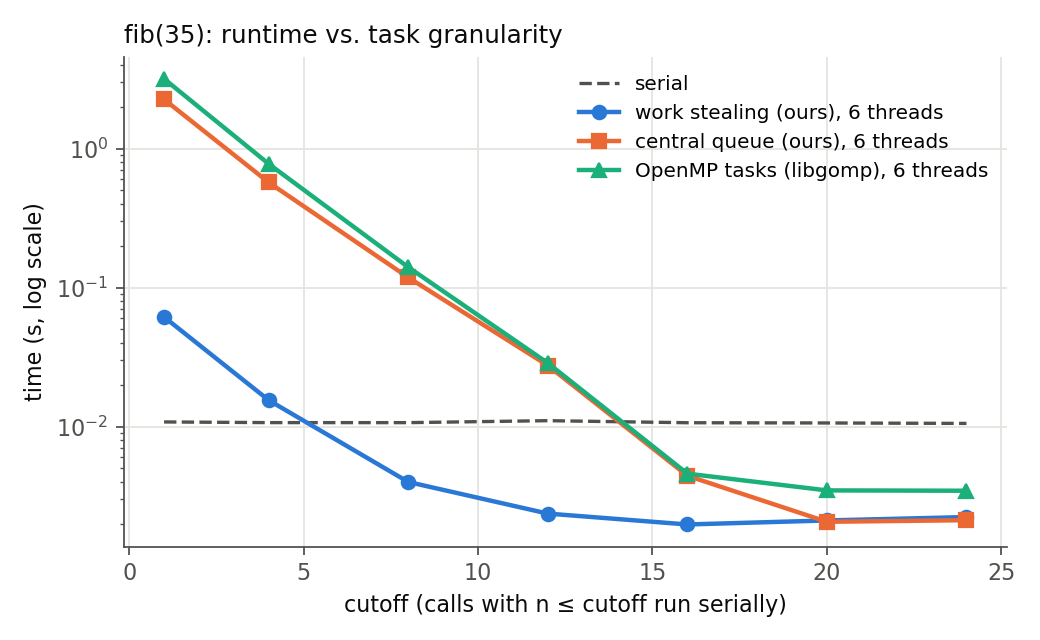 fib(35): runtime vs. task granularity
serial
work stealing (ours), 6 threads
central queue (ours), 6 threads
OpenMP tasks (libgomp), 6 threads
time (s, log scale)
10⁰
10⁻¹
10⁻²
0 5 10 15 20 25
cutoff (calls with n ≤ cutoff run serially)